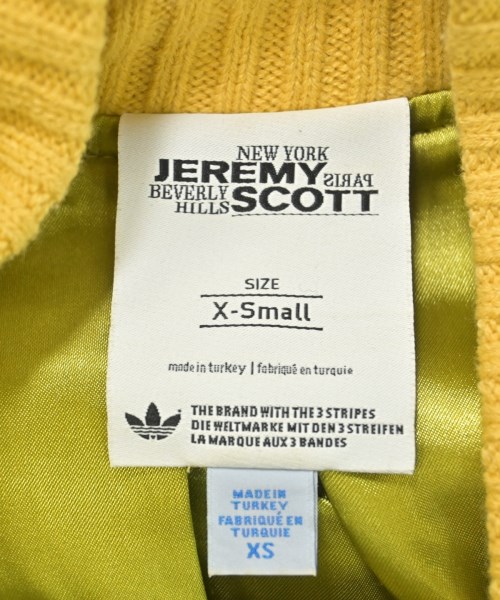 NEW YORK
JEREMY PARIS
BEVERLY SCOTT
HILLS
SIZE
X-Small
made in turkey | fabriqué en turquie
THE BRAND WITH THE 3 STRIPES
DIE WELTMARKE MIT DEN 3 STREIFEN
LA MARQUE AUX 3 BANDES
MADE IN
TURKEY
FABRIQUÉ EN
TURQUIE
XS